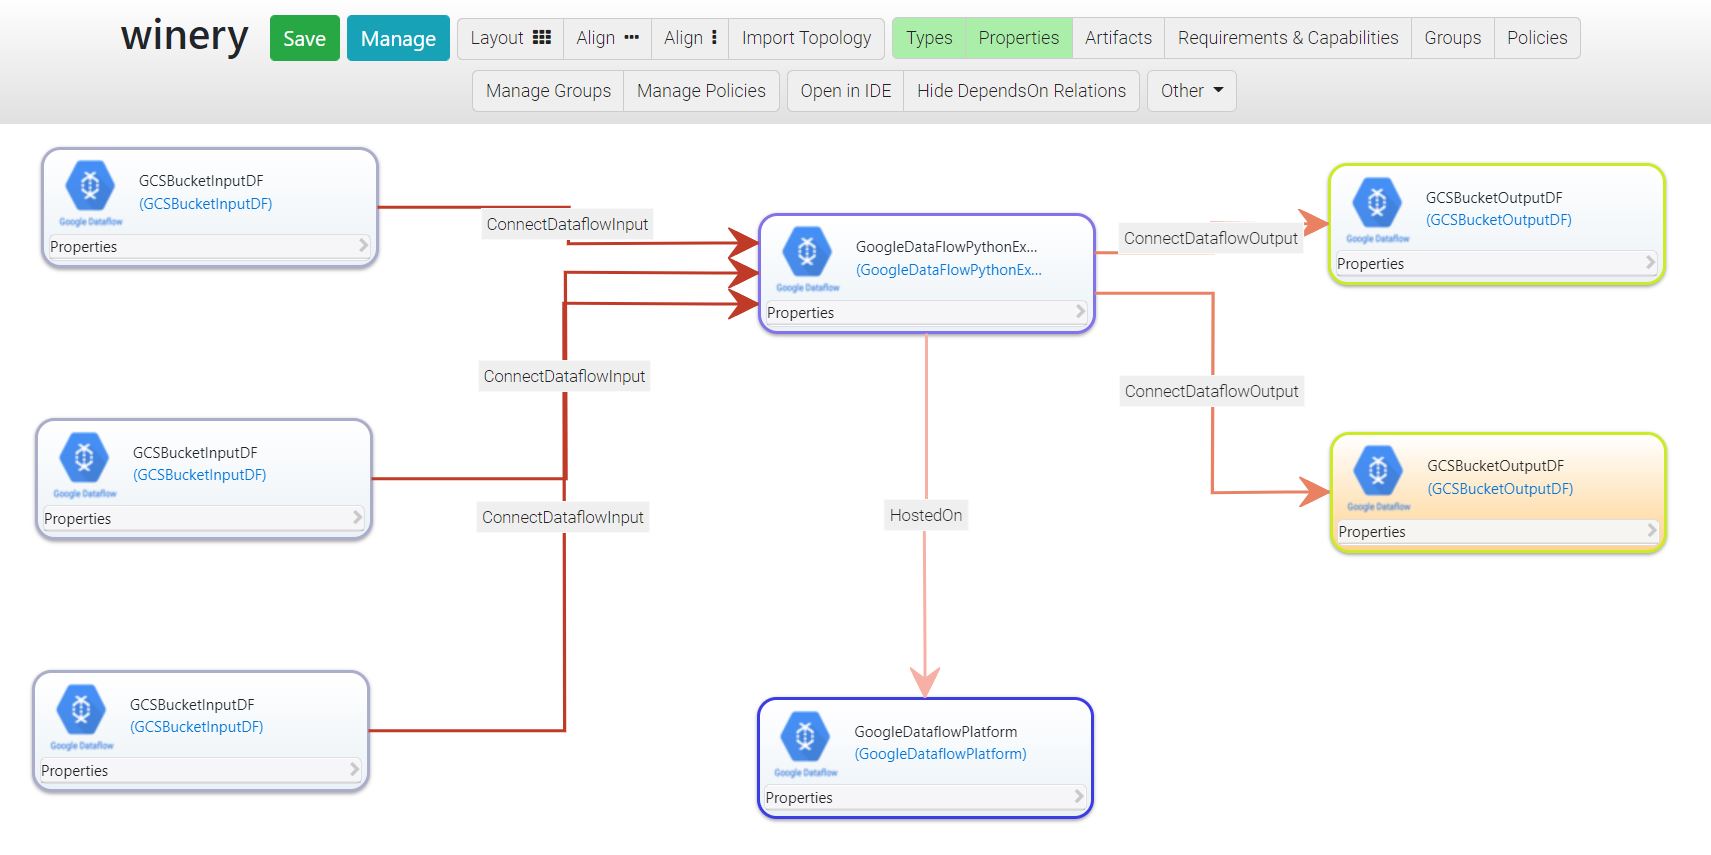 winery
Save Manage Layout Align Align Import Topology Types Properties Artifacts Requirements & Capabilities Groups Policies
Manage Groups Manage Policies Open in IDE Hide DependsOn Relations Other
GCSBucketInputDF
(GCSBucketInputDF)
Google Dataflow
Properties
ConnectDataflowInput
GoogleDataFlowPythonEx...
(GoogleDataFlowPythonEx...
Google Dataflow
Properties
ConnectDataflowOutput
GCSBucketOutputDF
(GCSBucketOutputDF)
Google Dataflow
Properties
ConnectDataflowInput
ConnectDataflowOutput
GCSBucketInputDF
(GCSBucketInputDF)
Google Dataflow
Properties
ConnectDataflowInput
HostedOn
GCSBucketOutputDF
(GCSBucketOutputDF)
Google Dataflow
Properties
GCSBucketInputDF
(GCSBucketInputDF)
Google Dataflow
Properties
GoogleDataflowPlatform
(GoogleDataflowPlatform)
Google Dataflow
Properties